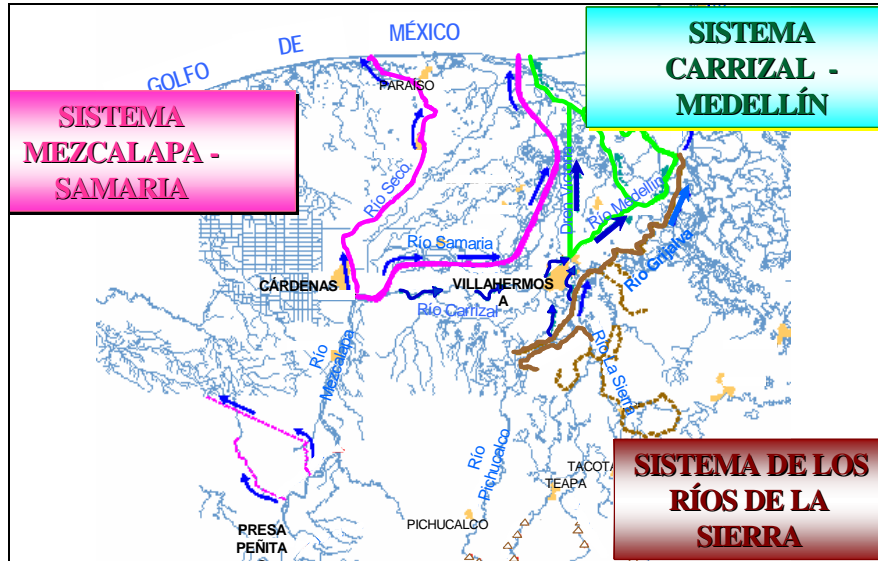 GOLFO DE MÉXICO
SISTEMA
CARRIZAL -
MEDELLÍN
SISTEMA
MEZCALAPA -
SAMARIA
PARAÍSO
Río Seco
Dren Victoria
Río Medellín
Río Samaria
Río Grijalva
CÁRDENAS
VILLAHERMOS
A
Río Carrizal
Río
Mezcalapa
Río La Sierra
Río
Pichucalco
TACOTA
TEAPA
PICHUCALCO
PRESA
PEÑITA
SISTEMA DE LOS
RÍOS DE LA
SIERRA